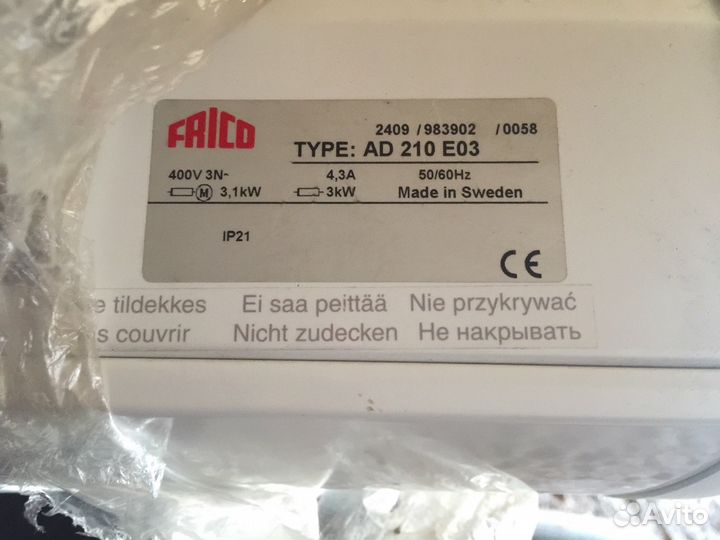 FRICO
2409 /983902 /0058
TYPE: AD 210 E03
400V 3N~ 4,3A 50/60Hz
M 3,1kW 3kW Made in Sweden
IP21
CE
tildekkes Ei saa peittää Nie przykrywać
couvrir Nicht zudecken Не накрывать
Avito